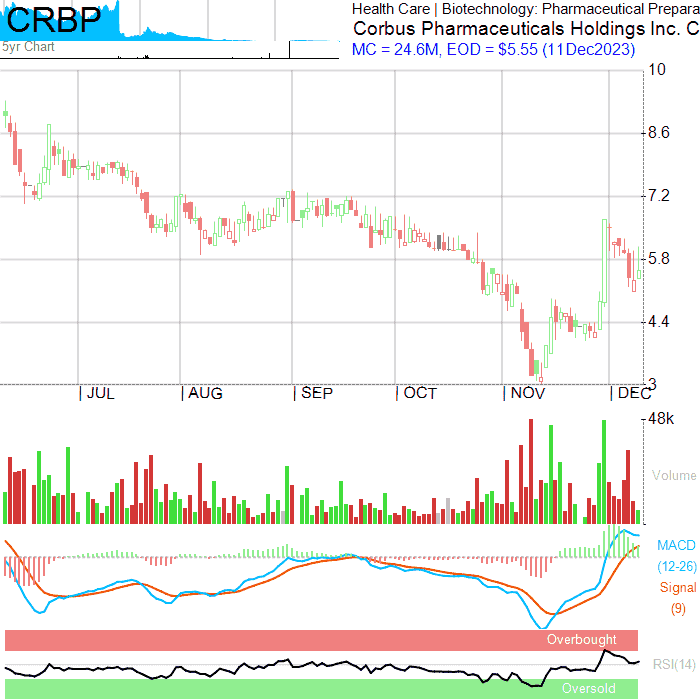 CRBP
5yr Chart
Health Care | Biotechnology: Pharmaceutical Prepara
Corbus Pharmaceuticals Holdings Inc. C
MC = 24.6M, EOD = $5.55 (11Dec2023)
10
8.6
7.2
5.8
4.4
3
JUL AUG SEP OCT NOV DEC
48k
Volume
MACD
(12-26)
Signal
(9)
Overbought
RSI(14)
Oversold